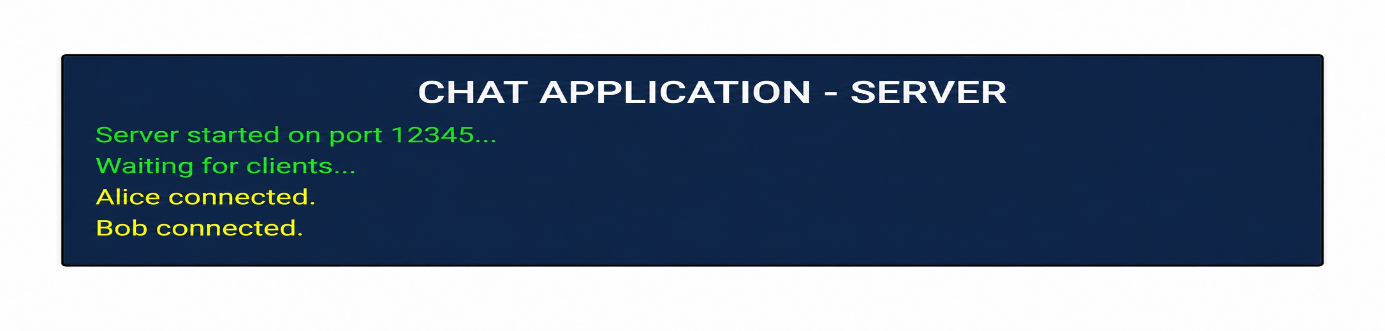 CHAT APPLICATION - SERVER
Server started on port 12345...
Waiting for clients...
Alice connected.
Bob connected.